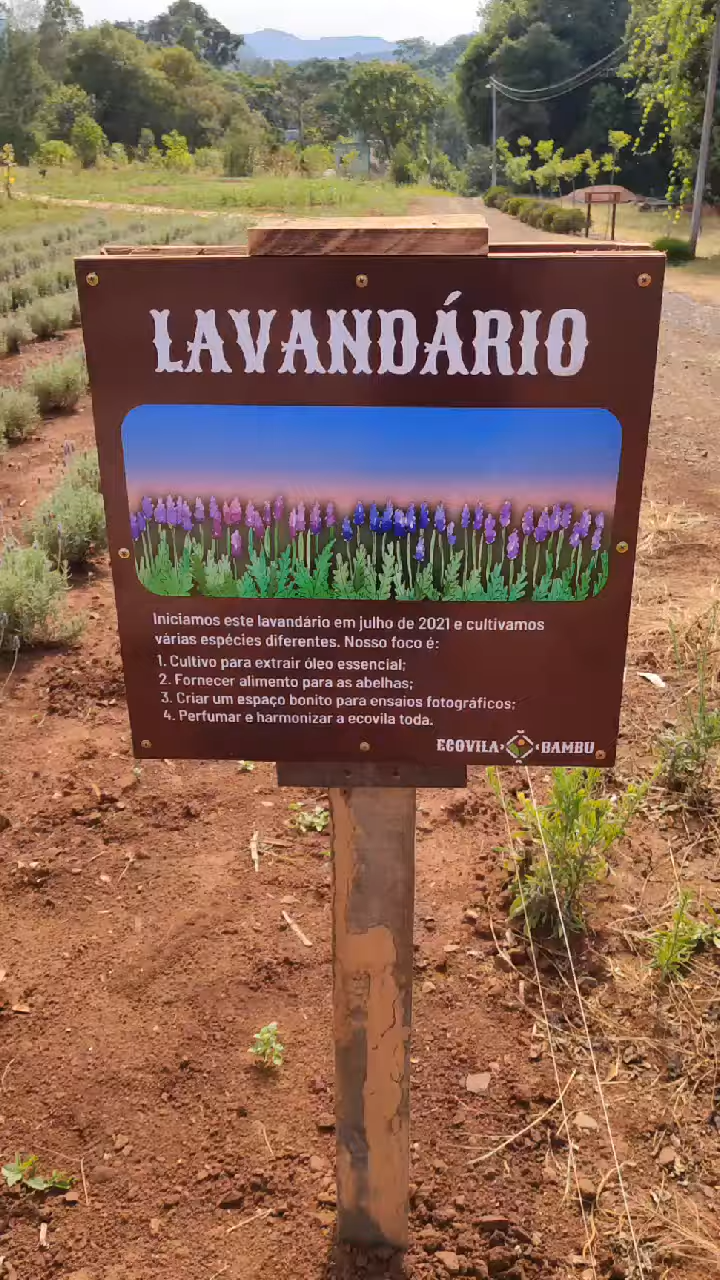 LAVANDÁRIO
Iniciamos este lavandário em julho de 2021 e cultivamos
várias espécies diferentes. Nosso foco é:
1. Cultivo para extrair óleo essencial;
2. Fornecer alimento para as abelhas;
3. Criar um espaço bonito para ensaios fotográficos;
4. Perfumar e harmonizar a ecovila toda.
ECOVILA BAMBU